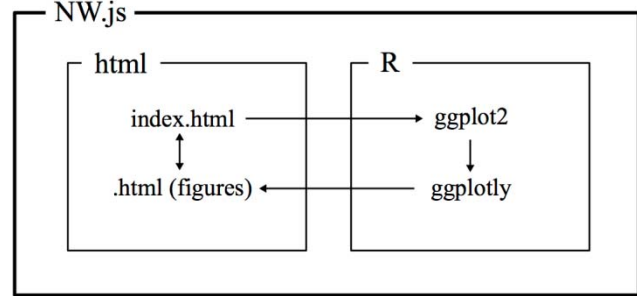 NW.js
html
R
index.html
ggplot2
.html (figures)
ggplotly